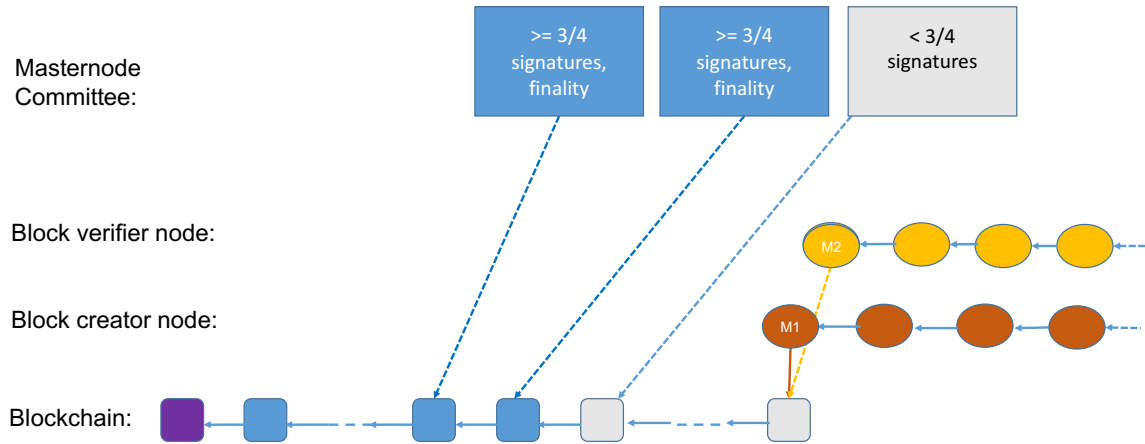 >= 3/4
signatures,
finality
>= 3/4
signatures,
finality
< 3/4
signatures
Masternode
Committee:
Block verifier node:
M2
Block creator node:
M1
Blockchain: